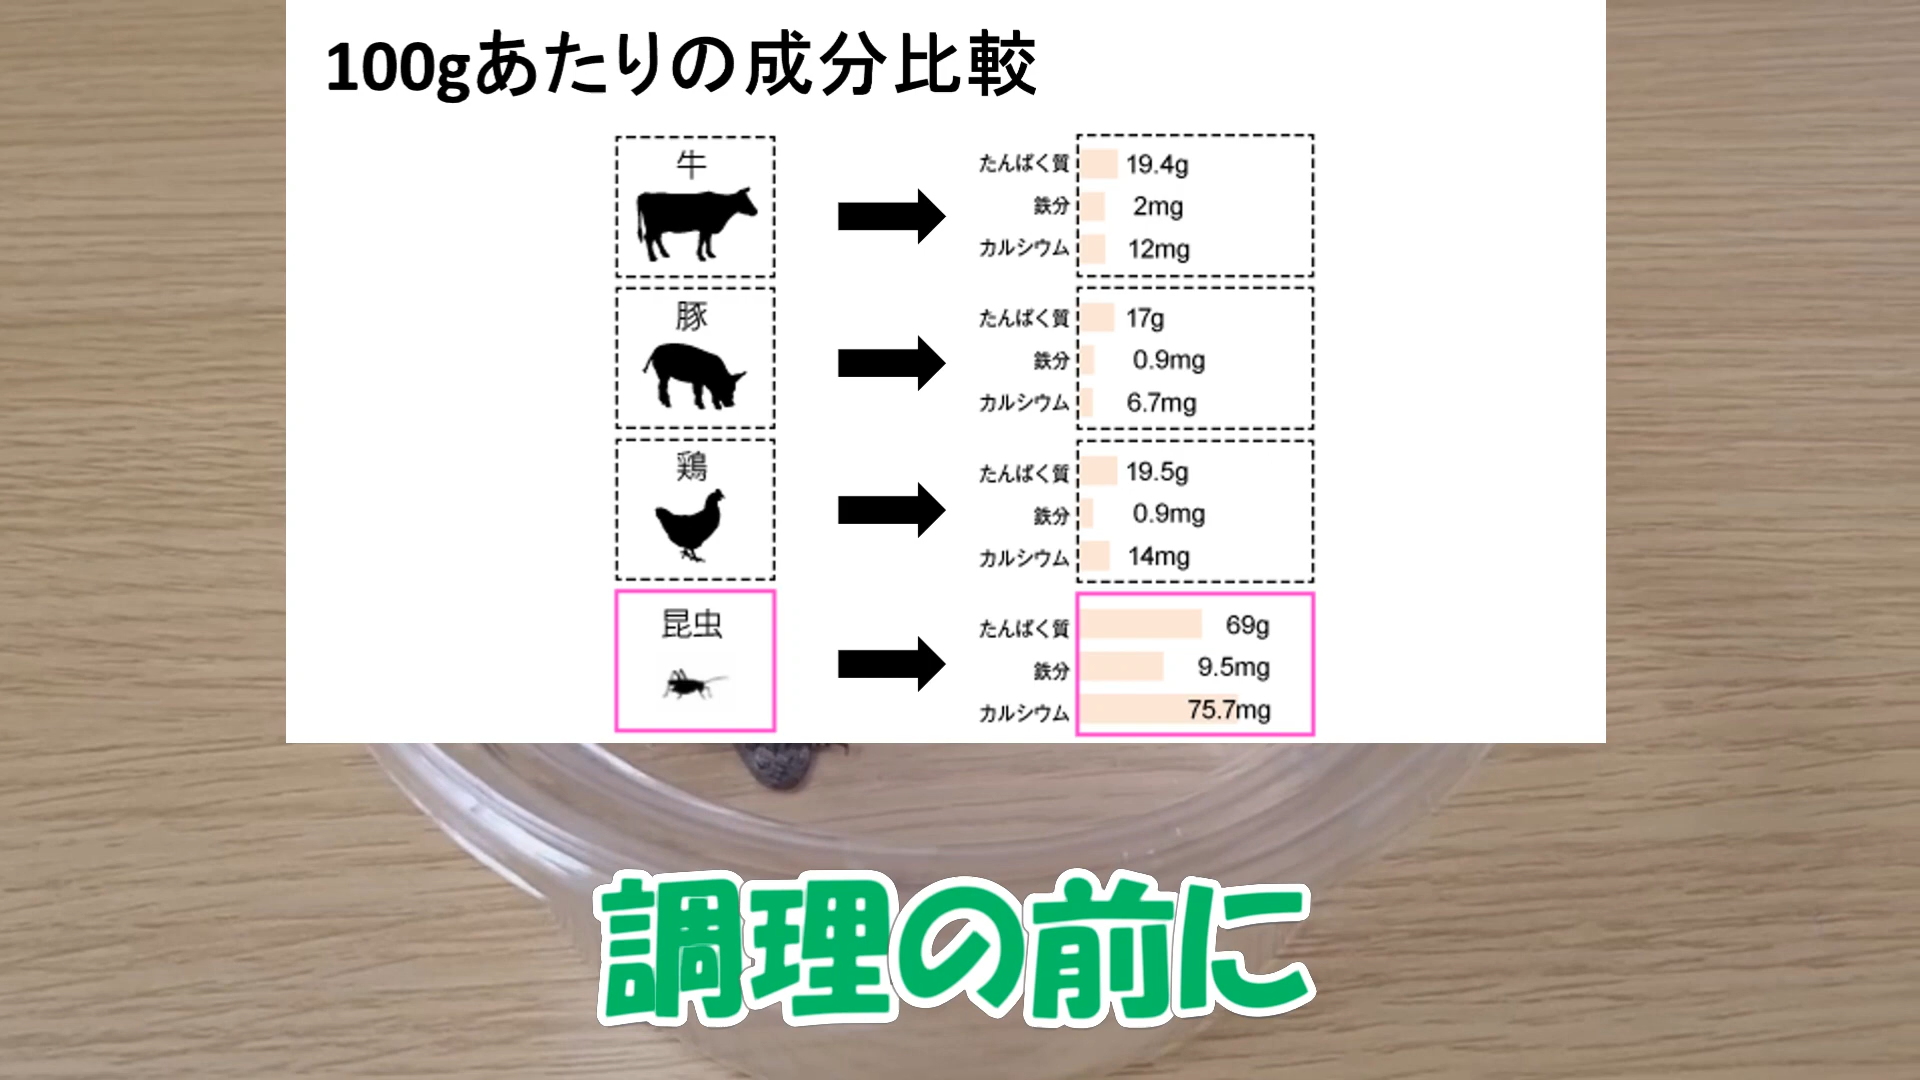 100gあたりの成分比較
牛
たんぱく質 19.4g
鉄分 2mg
カルシウム 12mg
豚
たんぱく質 17g
鉄分 0.9mg
カルシウム 6.7mg
鶏
たんぱく質 19.5g
鉄分 0.9mg
カルシウム 14mg
昆虫
たんぱく質 69g
鉄分 9.5mg
カルシウム 75.7mg
調理の前に